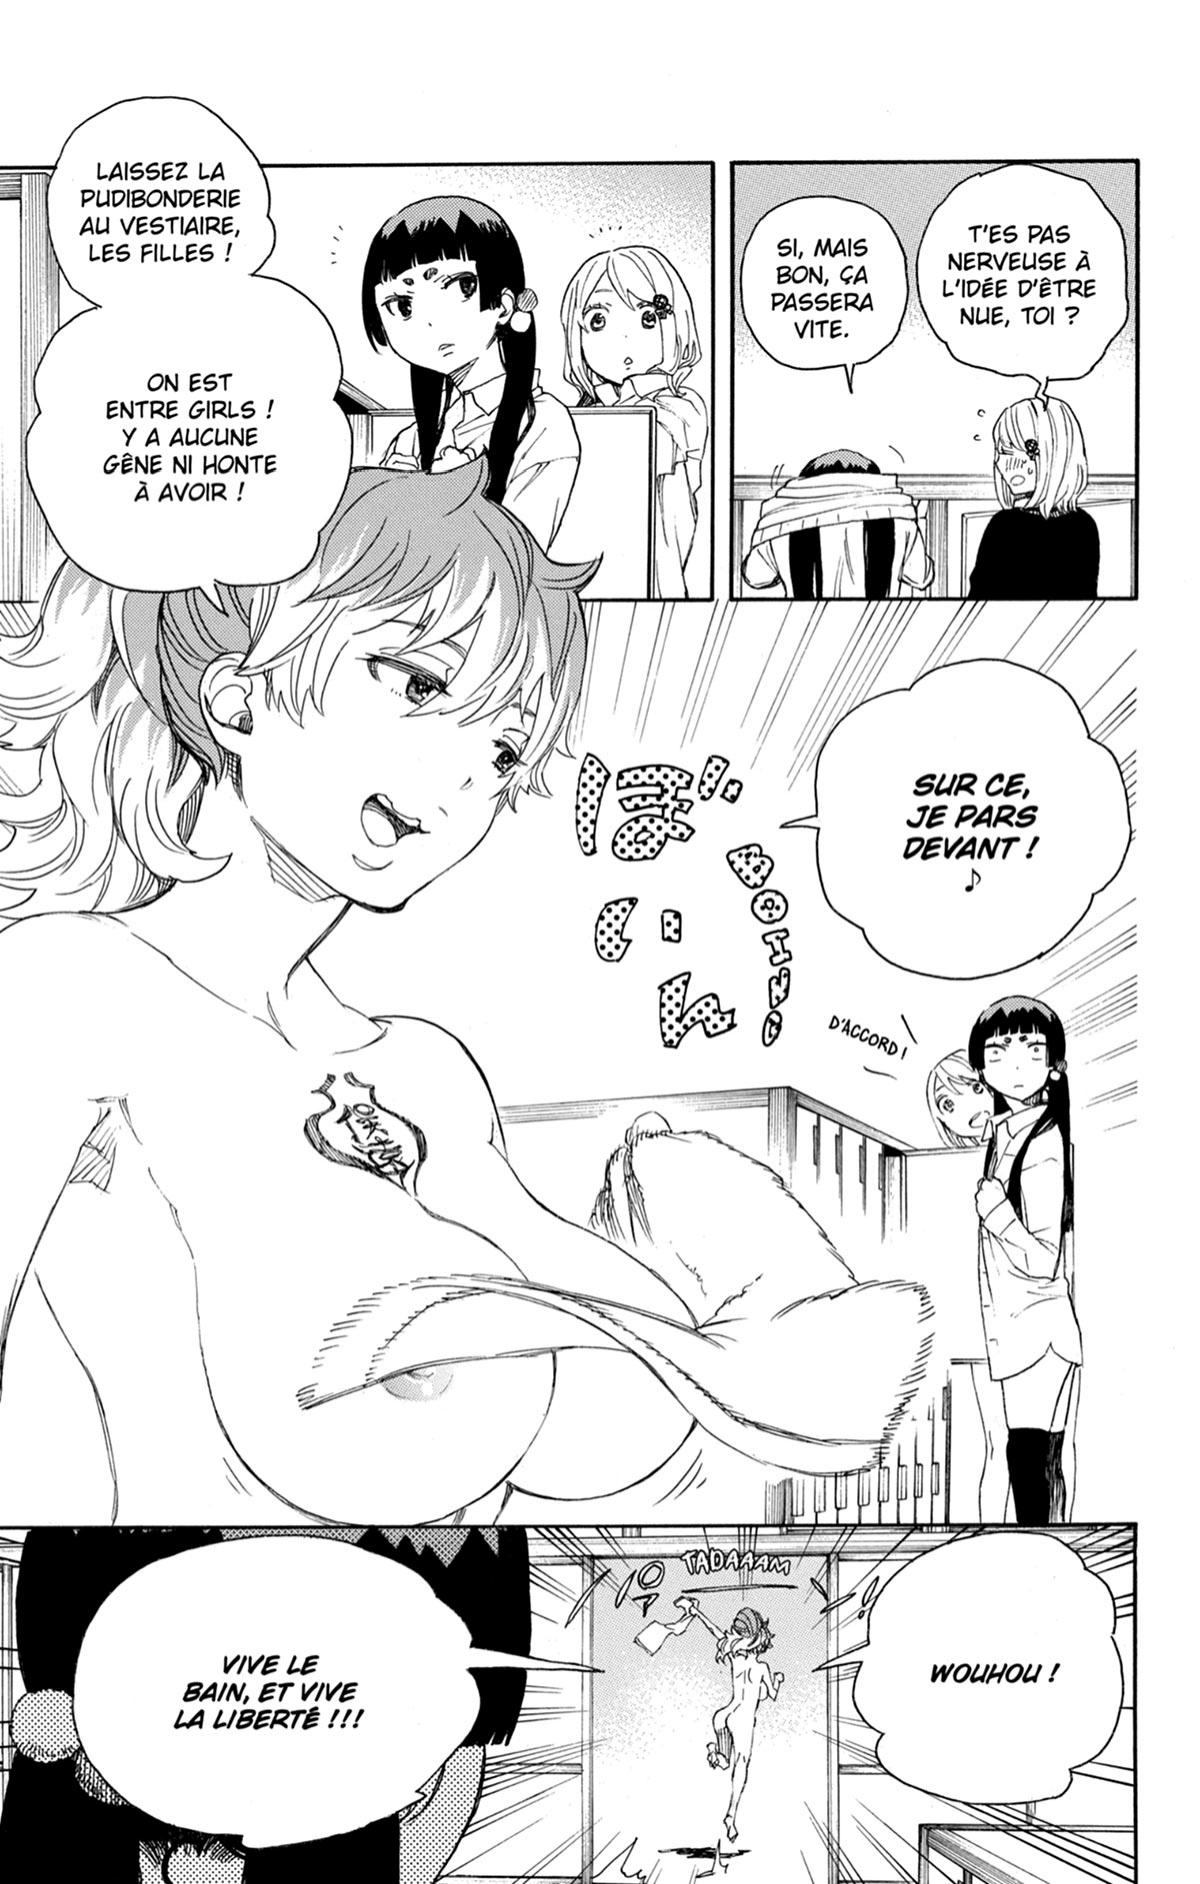 T'ES PAS
NERVEUSE À
L'IDÉE D'ÊTRE
NUE, TOI ?
SI, MAIS
BON, ÇA
PASSERA
VITE.
LAISSEZ LA
PUDIBONDERIE
AU VESTIAIRE,
LES FILLES !
ON EST
ENTRE GIRLS !
Y A AUCUNE
GÊNE NI HONTE
À AVOIR !
SUR CE,
JE PARS
DEVANT !
♪
ぼいん
BOING!
D'ACCORD !
WOUHOU !
TADAAAM
VIVE LE
BAIN, ET VIVE
LA LIBERTÉ !!!